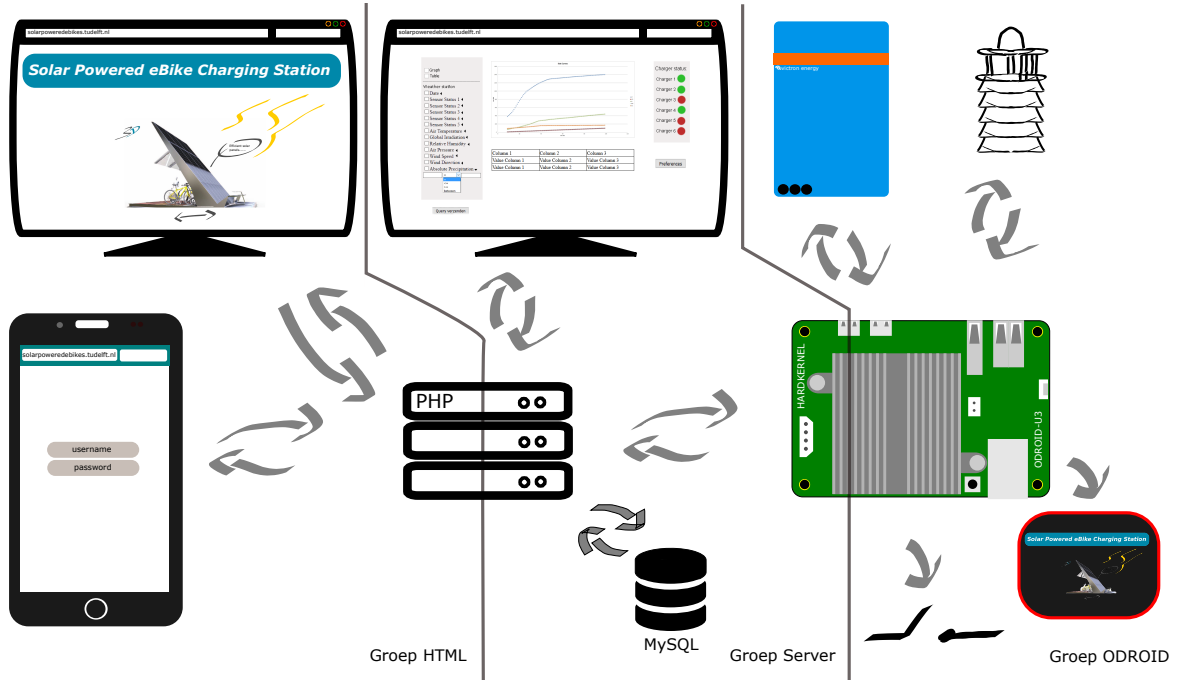 solarpoweredebikes.tudelft.nl
Solar Powered eBike Charging Station
solarpoweredebikes.tudelft.nl
Graph
Table
Weather station
Date
Sensor Status 1
Sensor Status 2
Sensor Status 3
Sensor Status 4
Sensor Status 5
Air Temperature
Global Irradiation
Relative Humidity
Air Pressure
Wind Speed
Wind Direction
Absolute Precipitation
Query verzenden
Column 1 Column 2 Column 3
Value Column 1 Value Column 2 Value Column 3
Value Column 1 Value Column 2 Value Column 3
Charger status:
Charger 1
Charger 2
Charger 3
Charger 4
Charger 5
Charger 6
Preferences
energy
solarpoweredebikes.tudelft.nl
username
password
PHP
MySQL
HARDKERNEL
ODROID-U3
Solar Powered eBike Charging Station
Groep HTML
Groep Server
Groep ODROID